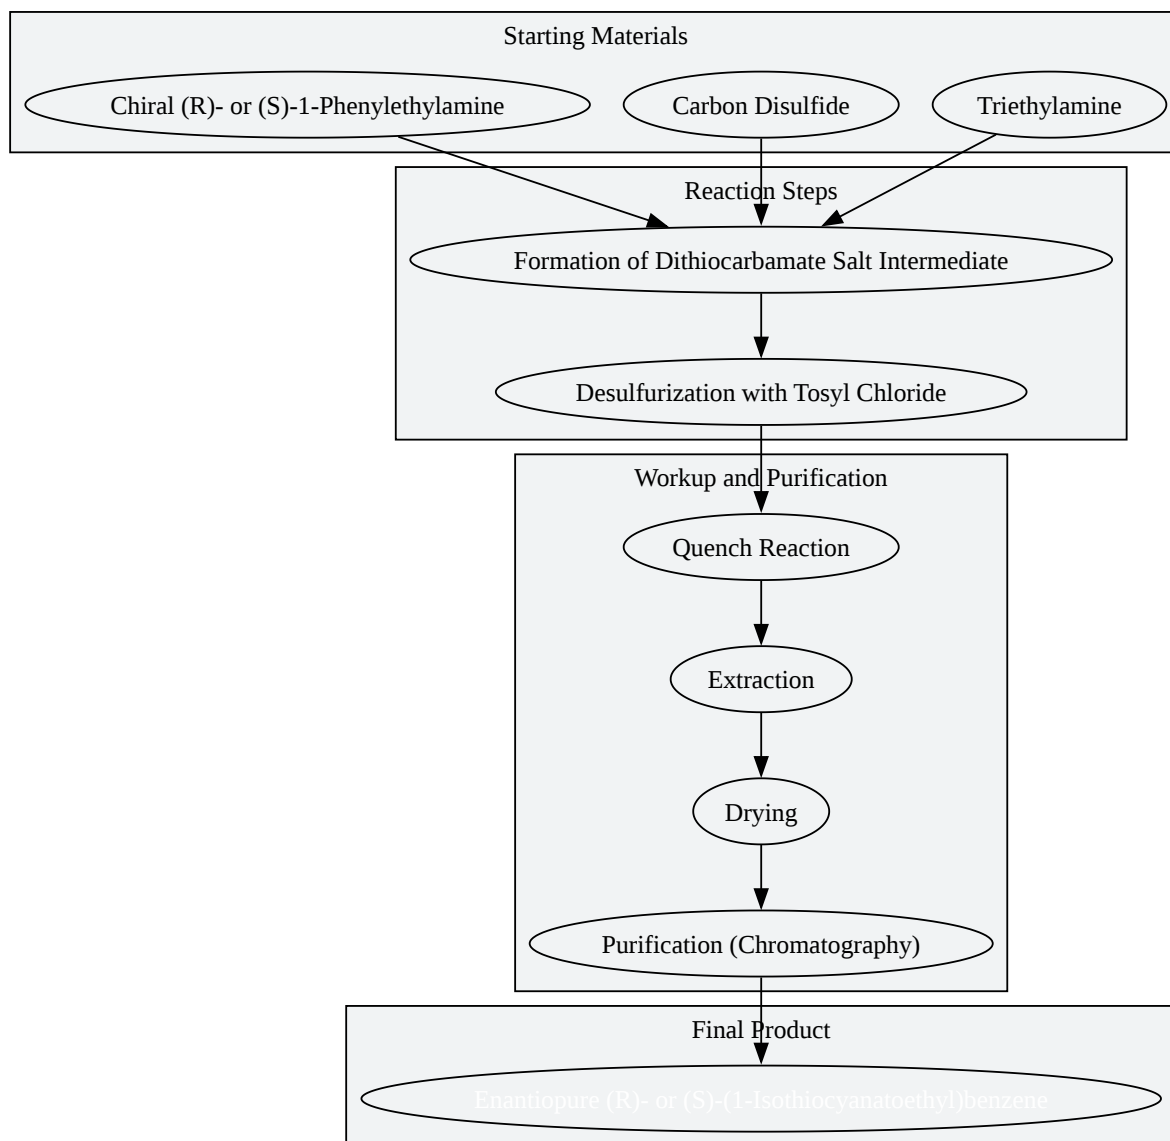 Starting Materials
Chiral (R)- or (S)-1-Phenylethylamine
Carbon Disulfide
Triethylamine
Reaction Steps
Formation of Dithiocarbamate Salt Intermediate
Desulfurization with Tosyl Chloride
Workup and Purification
Quench Reaction
Extraction
Drying
Purification (Chromatography)
Final Product
Enantiopure (R)- or (S)-(1-Isothiocyanatoethyl)benzene